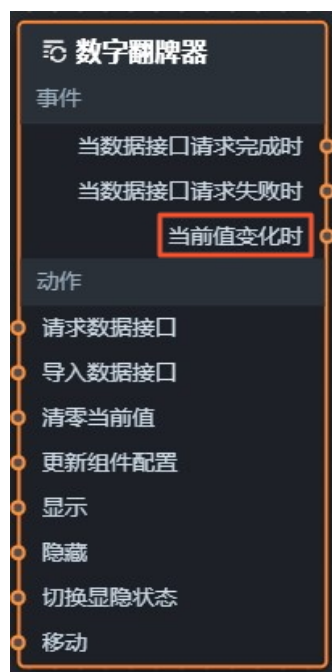 数字翻牌器
事件
当数据接口请求完成时
当数据接口请求失败时
当前值变化时
动作
请求数据接口
导入数据接口
清零当前值
更新组件配置
显示
隐藏
切换显隐状态
移动